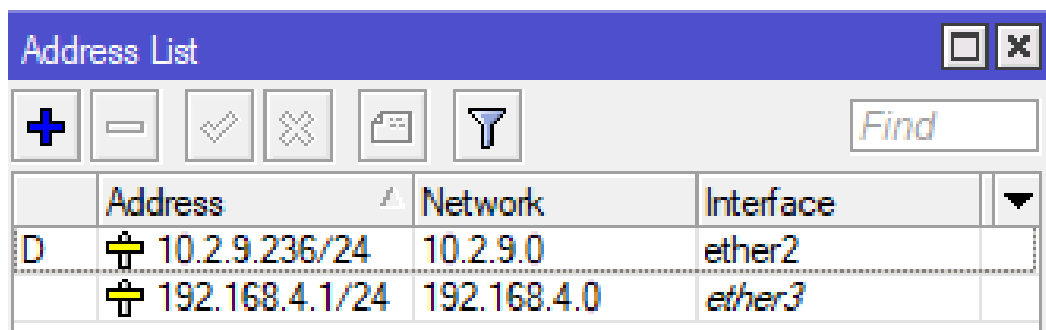 Address List
Find
Address Network Interface
D 10.2.9.236/24 10.2.9.0 ether2
192.168.4.1/24 192.168.4.0 ether3